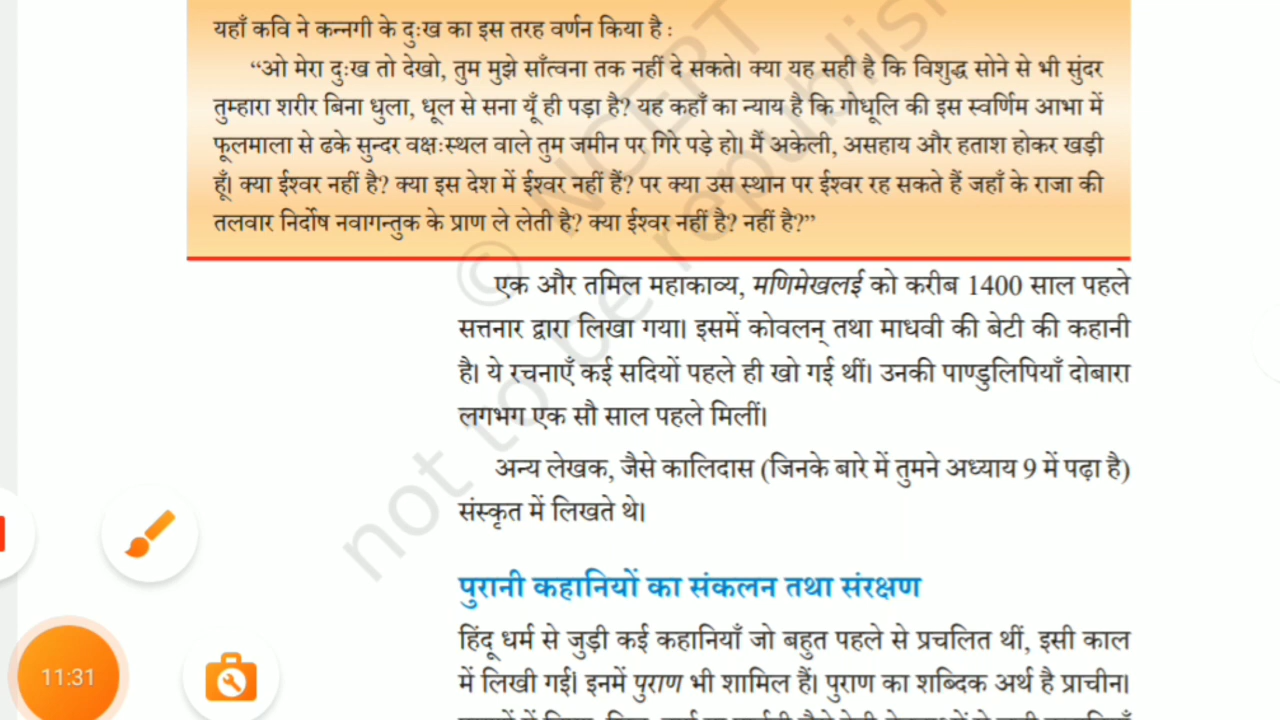 यहाँ कवि ने कन्नगी के दुःख का इस तरह वर्णन किया है :
“ओ मेरा दुःख तो देखो, तुम मुझे साँत्वना तक नहीं दे सकते। क्या यह सही है कि विशुद्ध सोने से भी सुंदर
तुम्हारा शरीर बिना धुला, धूल से सना यूँ ही पड़ा है? यह कहाँ का न्याय है कि गोधूलि की इस स्वर्णिम आभा में
फूलमाला से ढके सुन्दर वक्षःस्थल वाले तुम जमीन पर गिरे पड़े हो। मैं अकेली, असहाय और हताश होकर खड़ी
हूँ। क्या ईश्वर नहीं है? क्या इस देश में ईश्वर नहीं हैं? पर क्या उस स्थान पर ईश्वर रह सकते हैं जहाँ के राजा की
तलवार निर्दोष नवागन्तुक के प्राण ले लेती है? क्या ईश्वर नहीं है? नहीं है?”
एक और तमिल महाकाव्य, मणिमेखलई को करीब 1400 साल पहले
सत्तनार द्वारा लिखा गया। इसमें कोवलन् तथा माधवी की बेटी की कहानी
है। ये रचनाएँ कई सदियों पहले ही खो गई थीं। उनकी पाण्डुलिपियाँ दोबारा
लगभग एक सौ साल पहले मिलीं।
अन्य लेखक, जैसे कालिदास (जिनके बारे में तुमने अध्याय 9 में पढ़ा है)
संस्कृत में लिखते थे।
पुरानी कहानियों का संकलन तथा संरक्षण
हिंदू धर्म से जुड़ी कई कहानियाँ जो बहुत पहले से प्रचलित थीं, इसी काल
में लिखी गईं। इनमें पुराण भी शामिल हैं। पुराण का शब्दिक अर्थ है प्राचीन।
© NCERT
not to be republis
11:31